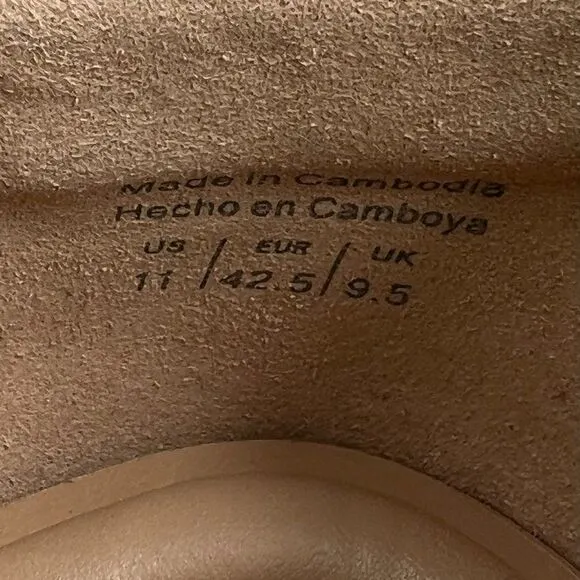 Made in Cambodia
Hecho en Camboya
US / EUR / UK
11 / 42.5 / 9.5